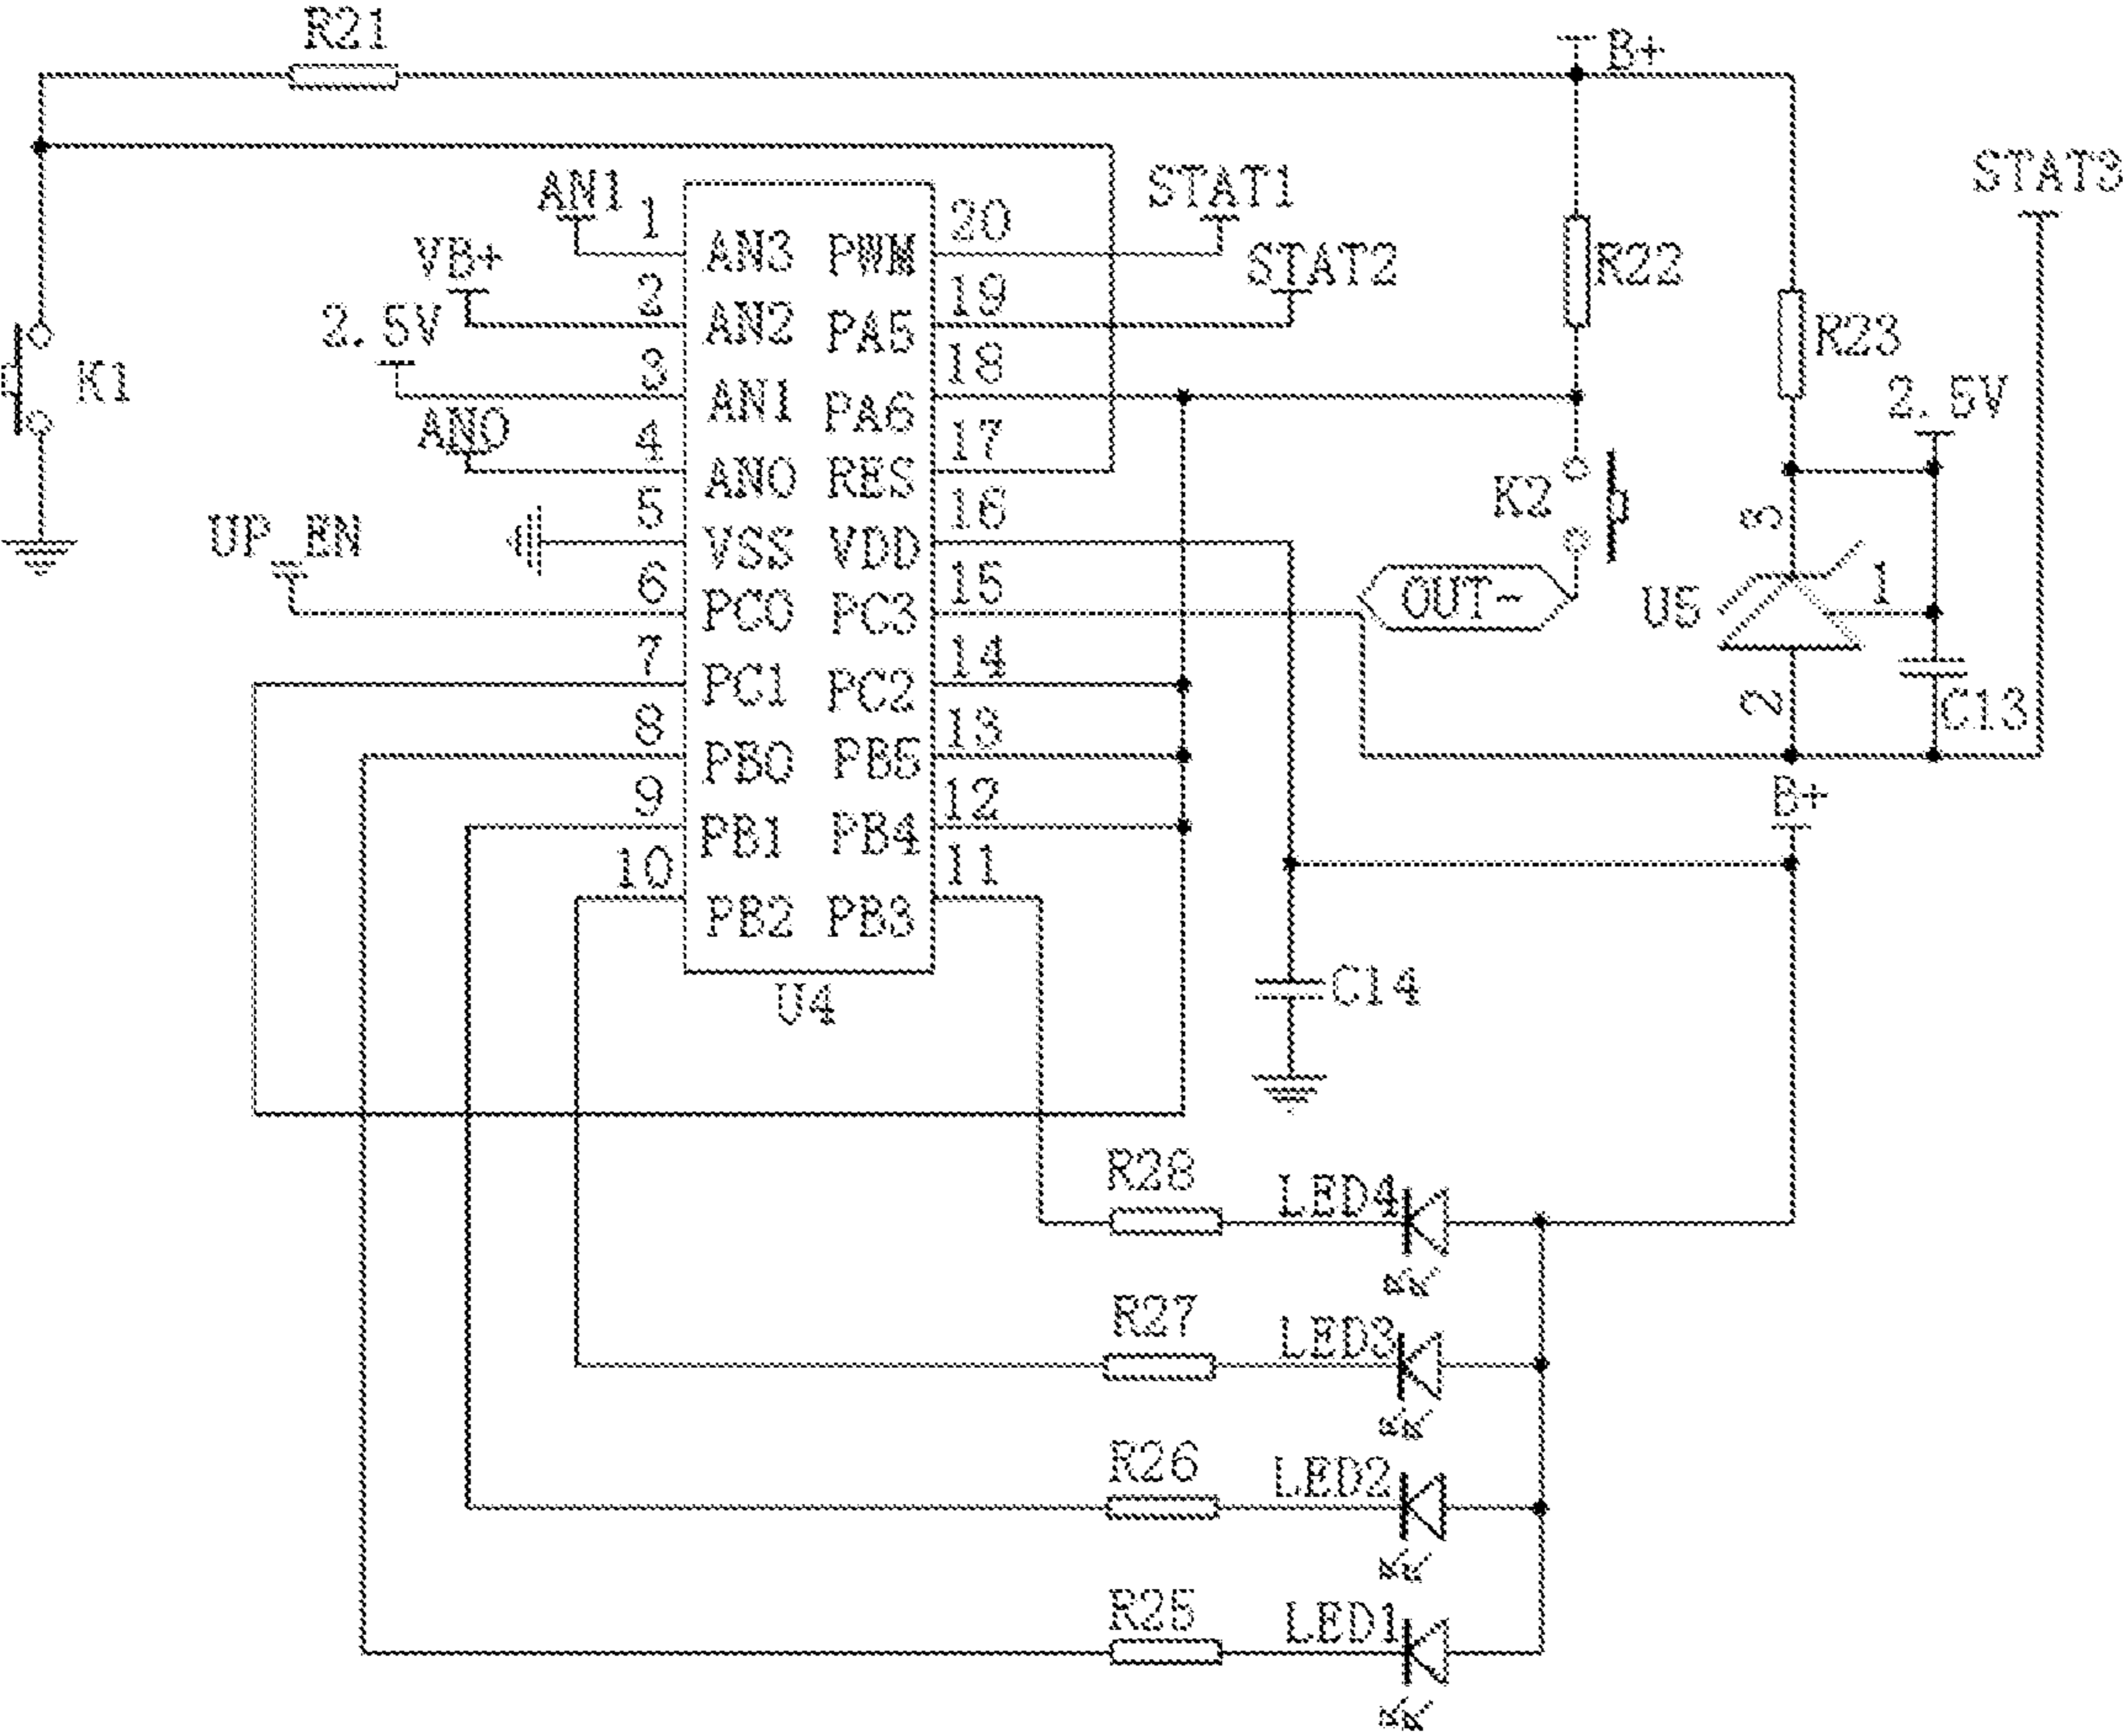 R21
B+
STAT3
AN1 1 20 STAT1
AN3 PWM
VB+ 2 19 STAT2 R22
AN2 PA5
2.5V 3 18 R23
K1 AN1 PA6 2.5V
AN0 4 17
AN0 RES
5 16 K2 3
UP_EN VSS VDD
6 15 OUT- U5 1
PC0 PC3
7 14
PC1 PC2 2 C13
8 13
PB0 PB5
9 12 B+
PB1 PB4
10 11
PB2 PB3
U4 C14
R28 LED4
R27 LED3
R26 LED2
R25 LED1